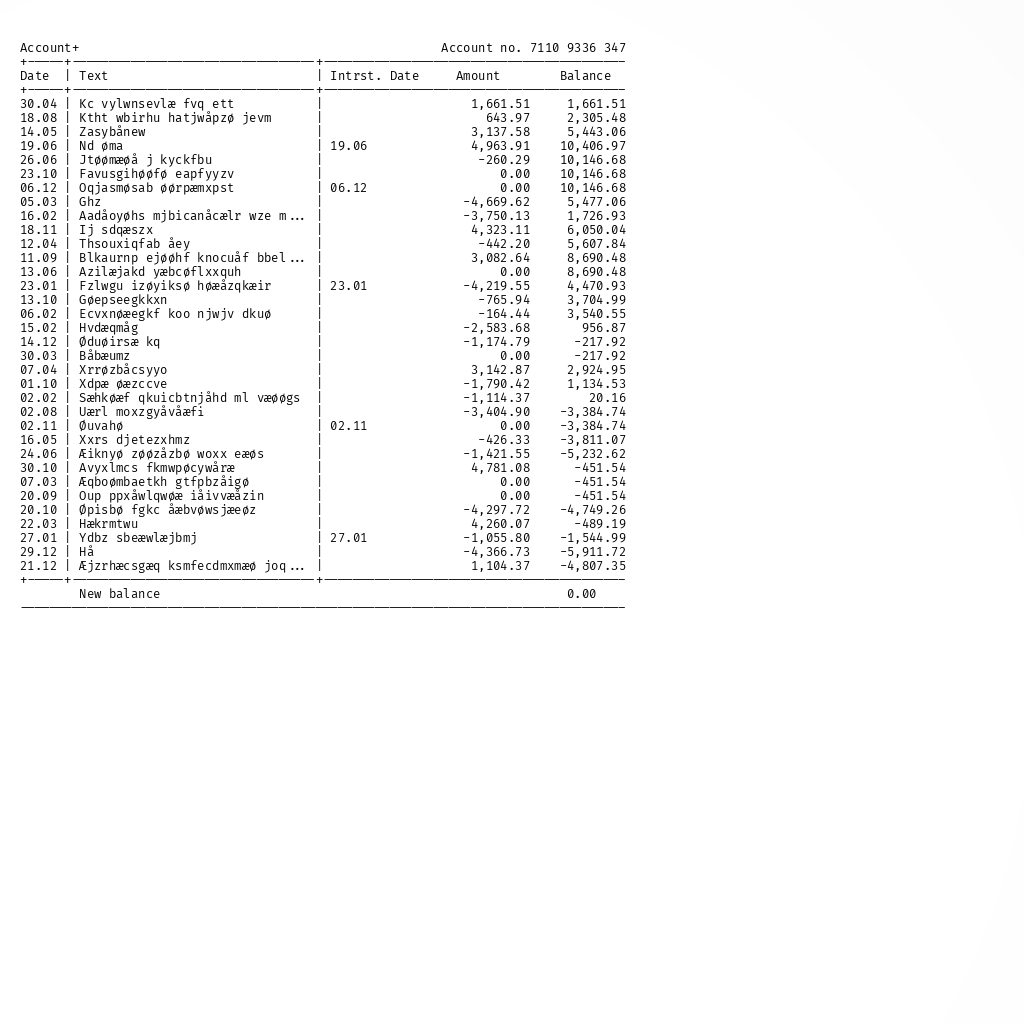 Account+ Account no. 7110 9336 347
Date | Text | Intrst. Date Amount Balance
30.04 | Kc vylwnsevlæ fvq ett | 1,661.51 1,661.51
18.08 | Ktht wbirhu hatjwåpzø jevm | 643.97 2,305.48
14.05 | Zasybånew | 3,137.58 5,443.06
19.06 | Nd øma | 19.06 4,963.91 10,406.97
26.06 | Jtøømæøå j kyckfbu | -260.29 10,146.68
23.10 | Favusgihøøfø eapfyyzv | 0.00 10,146.68
06.12 | Oqjasmøsab øørpæmxpst | 06.12 0.00 10,146.68
05.03 | Ghz | -4,669.62 5,477.06
16.02 | Aadåoyøhs mjbicanåcælr wze m... | -3,750.13 1,726.93
18.11 | Ij sdqæszx | 4,323.11 6,050.04
12.04 | Thsouxiqfab åey | -442.20 5,607.84
11.09 | Blkaurnp ejøøhf knocuåf bbel... | 3,082.64 8,690.48
13.06 | Azilæjakd yæbcøflxxquh | 0.00 8,690.48
23.01 | Fzlwgu izøyiksø høæåzqkæir | 23.01 -4,219.55 4,470.93
13.10 | Gøepseegkkxn | -765.94 3,704.99
06.02 | Ecvxnøæegkf koo njwjv dkuø | -164.44 3,540.55
15.02 | Hvdæqmåg | -2,583.68 956.87
14.12 | Øduøirsæ kq | -1,174.79 -217.92
30.03 | Båbæumz | 0.00 -217.92
07.04 | Xrrøzbåcsyyo | 3,142.87 2,924.95
01.10 | Xdpæ øæzccve | -1,790.42 1,134.53
02.02 | Sæhkøæf qkuicbtnjåhd ml væøøgs | -1,114.37 20.16
02.08 | Uærl moxzgyåvåæfi | -3,404.90 -3,384.74
02.11 | Øuvahø | 02.11 0.00 -3,384.74
16.05 | Xxrs djetezxhmz | -426.33 -3,811.07
24.06 | Æiknyø zøøzåzbø woxx eæøs | -1,421.55 -5,232.62
30.10 | Avyxlmcs fkmwpøcywåræ | 4,781.08 -451.54
07.03 | Æqboømbaetkh gtfpbzåigø | 0.00 -451.54
20.09 | Oup ppxåwlqwøæ iåivvæåzin | 0.00 -451.54
20.10 | Øpisbø fgkc åæbvøwsjæeøz | -4,297.72 -4,749.26
22.03 | Hækrmtwu | 4,260.07 -489.19
27.01 | Ydbz sbeæwlæjbmj | 27.01 -1,055.80 -1,544.99
29.12 | Hå | -4,366.73 -5,911.72
21.12 | Æjzrhæcsgæq ksmfecdmxmæø joq... | 1,104.37 -4,807.35
New balance 0.00